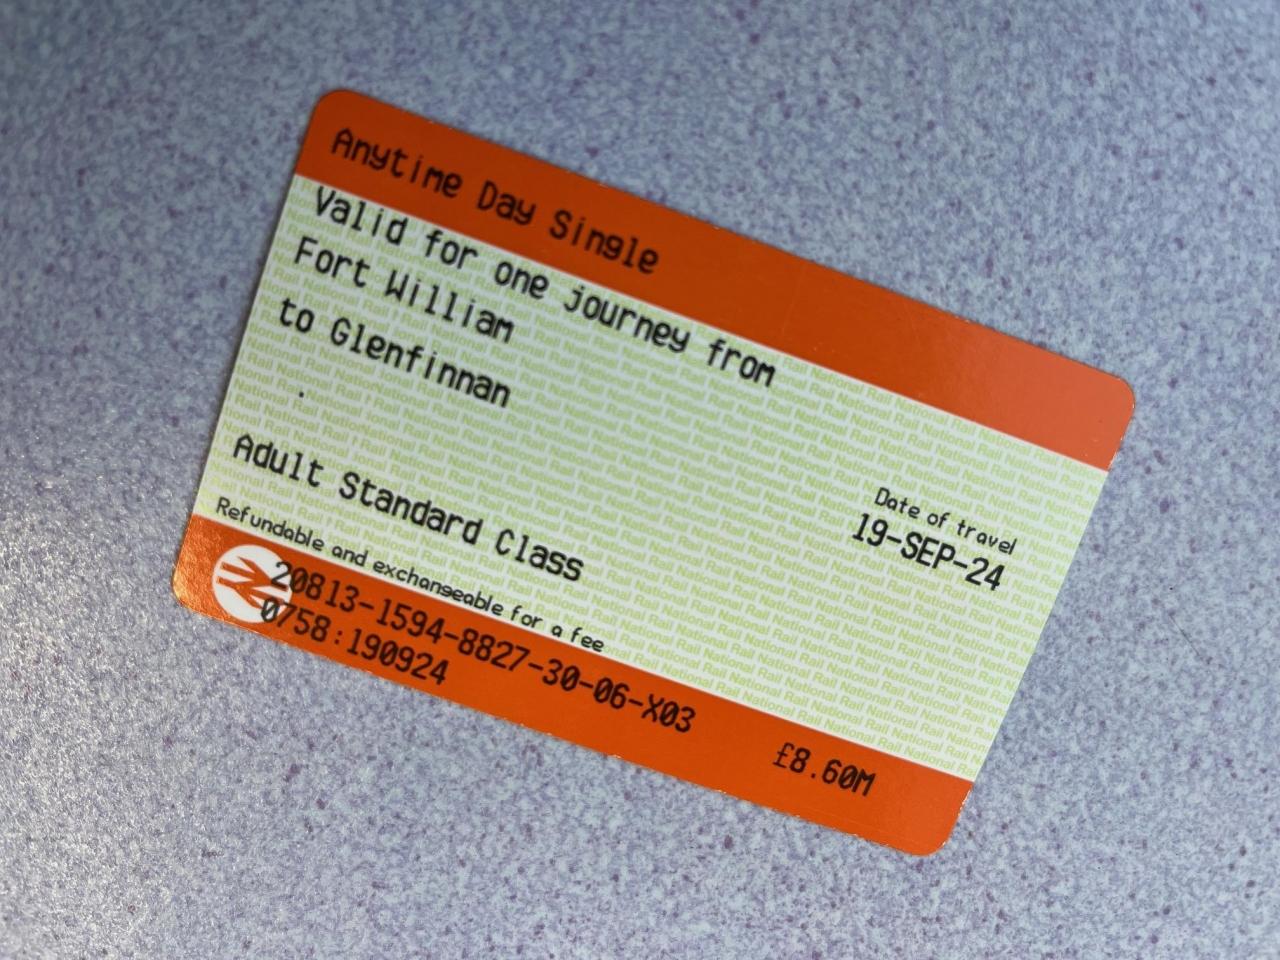 Anytime Day Single
Valid for one journey from
Fort William
to Glenfinnan
Adult Standard Class
Date of travel
19-SEP-24
Refundable and exchangeable for a fee
20813-1594-8827-30-06-X03
0758:190924
£8.60M